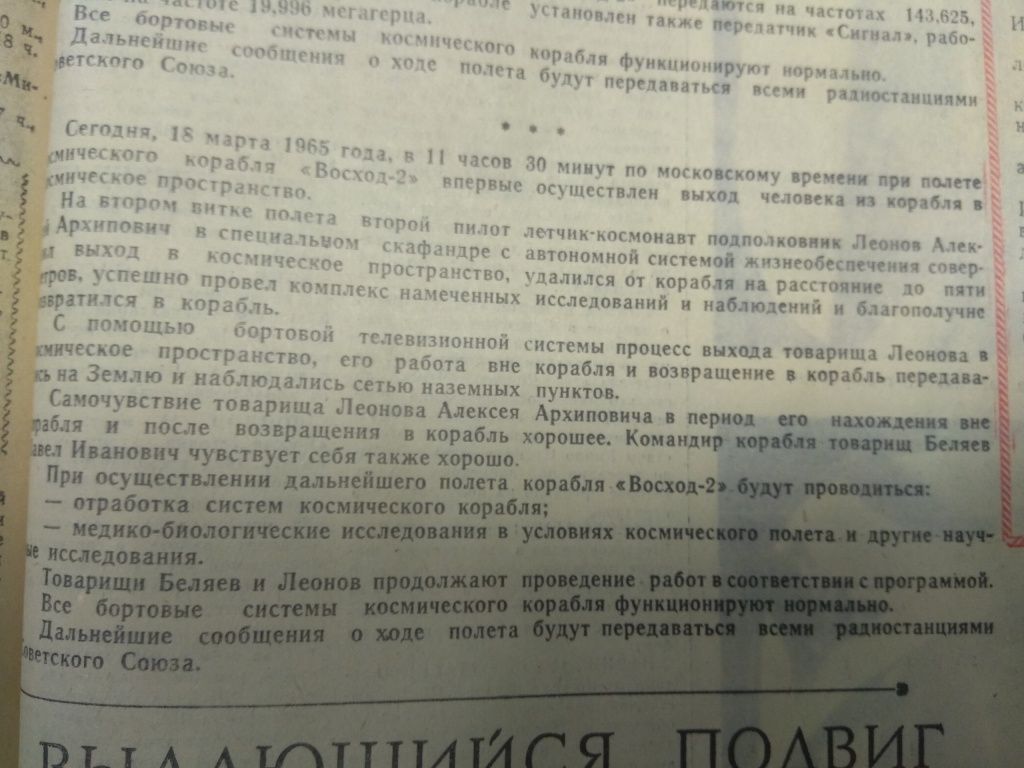 на частоте 19,996 мегагерца. корабле установлен также передатчик «Сигнал», рабо-
передаются на частотах 143,625,
Все бортовые системы космического корабля функционируют нормально.
Дальнейшие сообщения о ходе полета будут передаваться всеми радиостанциями
оветского Союза.
* * *
Сегодня, 18 марта 1965 года, в 11 часов 30 минут по московскому времени при полете
смического корабля «Восход-2» впервые осуществлен выход человека из корабля в
смическое пространство.
На втором витке полета второй пилот летчик-космонавт подполковник Леонов Алек-
й Архипович в специальном скафандре с автономной системой жизнеобеспечения совер-
л выход в космическое пространство, удалился от корабля на расстояние до пяти
тров, успешно провел комплекс намеченных исследований и наблюдений и благополучно
звратился в корабль.
С помощью бортовой телевизионной системы процесс выхода товарища Леонова в
смическое пространство, его работа вне корабля и возвращение в корабль передава-
сь на Землю и наблюдались сетью наземных пунктов.
Самочувствие товарища Леонова Алексея Архиповича в период его нахождения вне
рабля и после возвращения в корабль хорошее. Командир корабля товарищ Беляев
авел Иванович чувствует себя также хорошо.
При осуществлении дальнейшего полета корабля «Восход-2» будут проводиться:
— отработка систем космического корабля;
— медико-биологические исследования в условиях космического полета и другие науч-
ые исследования.
Товарищи Беляев и Леонов продолжают проведение работ в соответствии с программой.
Все бортовые системы космического корабля функционируют нормально.
Дальнейшие сообщения о ходе полета будут передаваться всеми радиостанциями
оветского Союза.
ВЫДАЮЩИЙСЯ ПОДВИГ